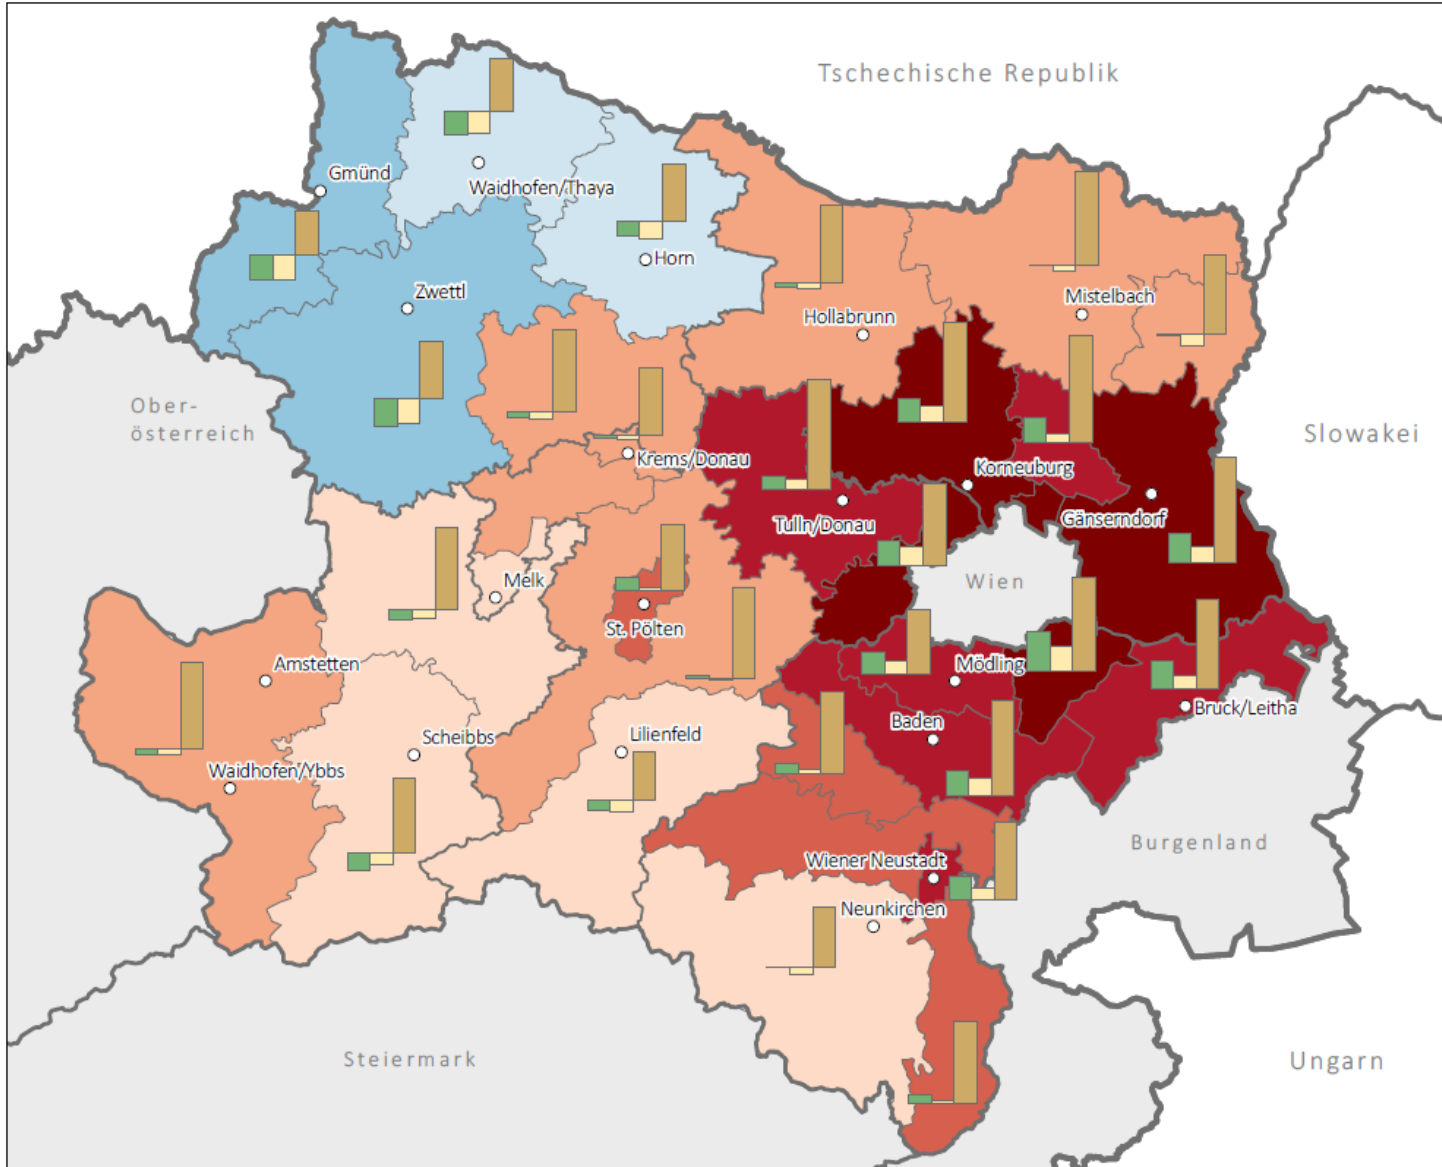 Tschechische Republik
Gmünd
Waidhofen/Thaya
Horn
Zwettl
Mistelbach
Hollabrunn
Ober-
österreich
Slowakei
Krems/Donau
Korneuburg
Gänserndorf
Tulln/Donau
Wien
Melk
St. Pölten
Amstetten
Mödling
Bruck/Leitha
Baden
Scheibbs
Lilienfeld
Waidhofen/Ybbs
Burgenland
Wiener Neustadt
Neunkirchen
Steiermark
Ungarn